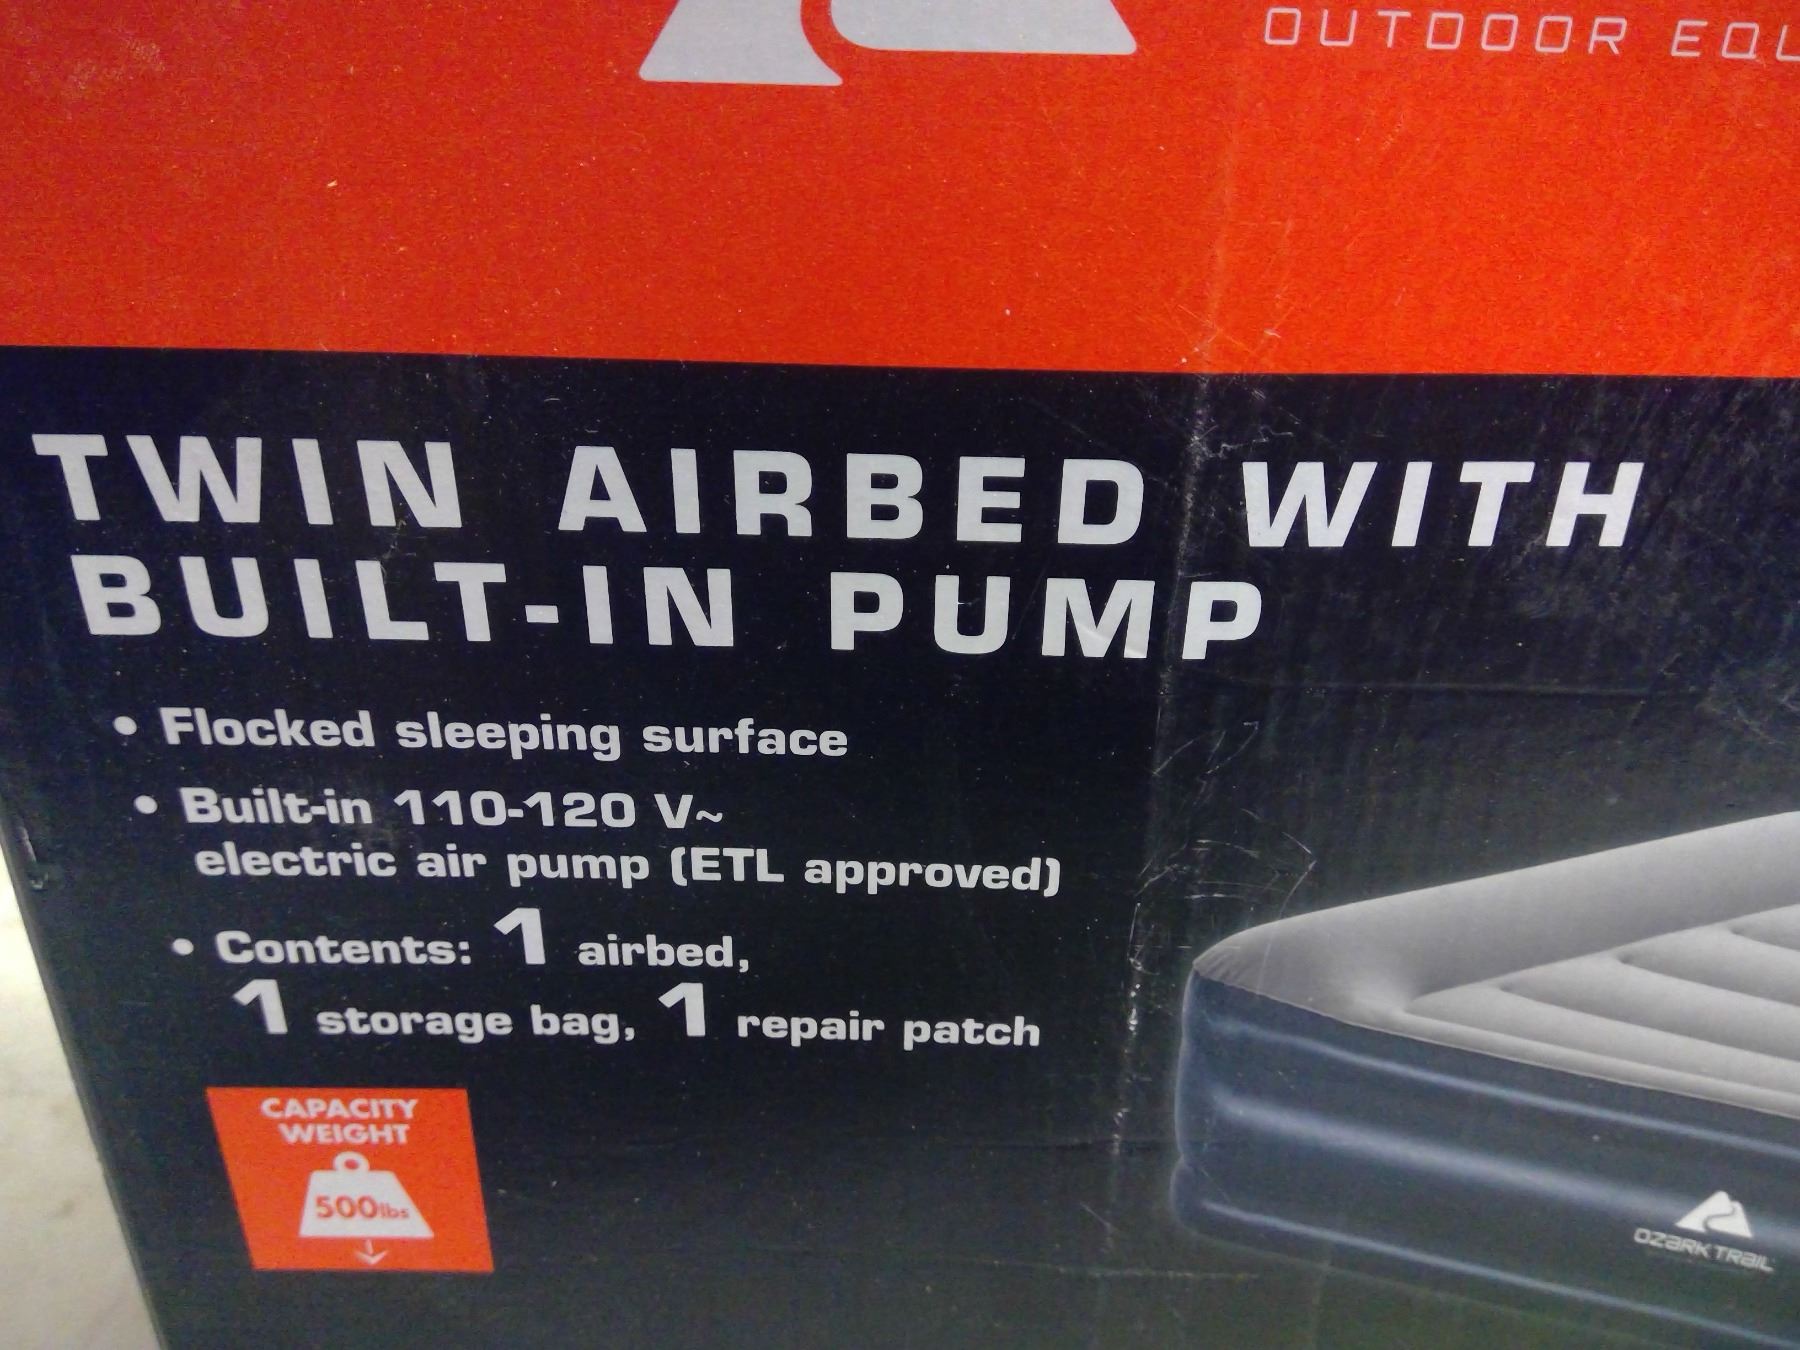 OUTDOOR
TWIN AIRBED WITH
BUILT-IN PUMP
• Flocked sleeping surface
• Built-in 110-120 V~
electric air pump (ETL approved)
• Contents: 1 airbed,
1 storage bag, 1 repair patch
CAPACITY
WEIGHT
500lbs
OZARK TRAIL